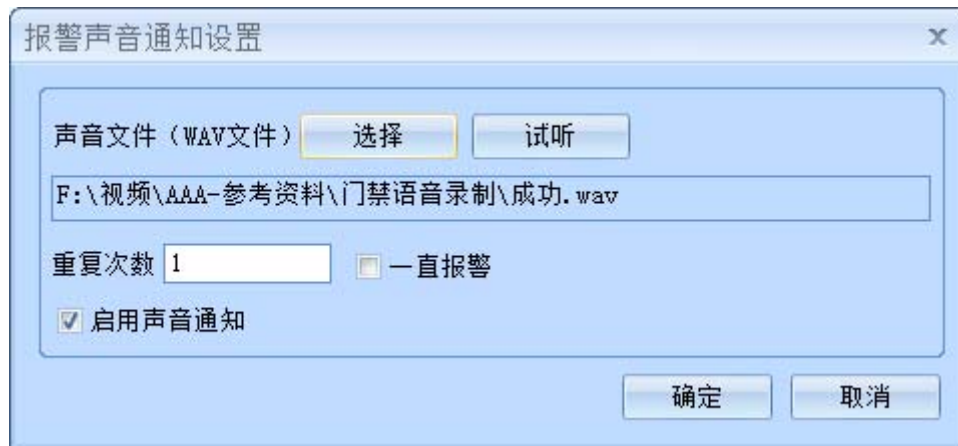 报警声音通知设置
声音文件（WAV文件） 选择 试听
F:\视频\AAA-参考资料\门禁语音录制\成功.wav
重复次数 1 一直报警
启用声音通知
确定 取消